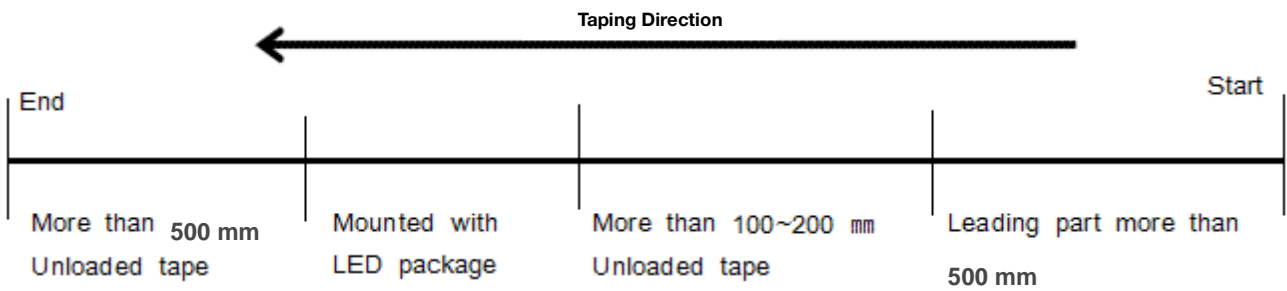 Taping Direction
End
Start
More than 500 mm
Unloaded tape
Mounted with
LED package
More than 100~200 ㎜
Unloaded tape
Leading part more than
500 mm